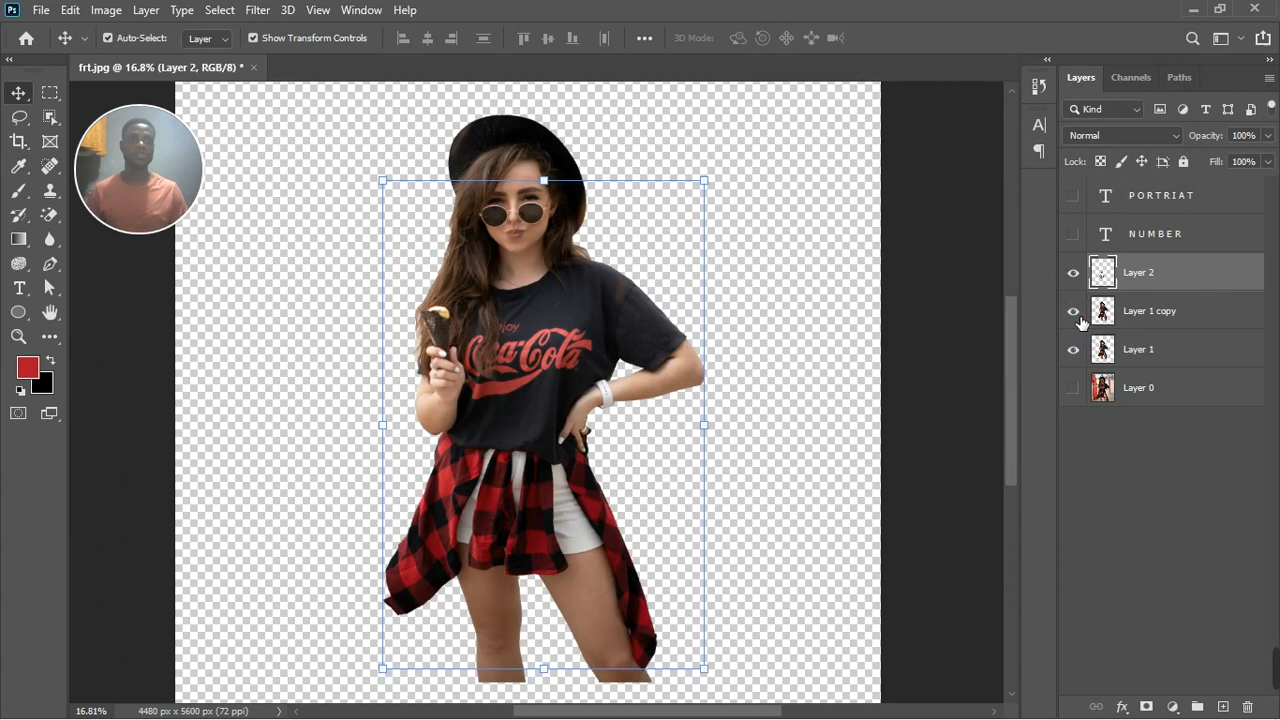 Ps File Edit Image Layer Type Select Filter 3D View Window Help
Auto-Select: Layer Show Transform Controls 3D Mode:
frt.jpg @ 16.8% (Layer 2, RGB/8) *
Layers Channels Paths
Kind
Normal Opacity: 100%
Lock: Fill: 100%
T PORTRIAT
T NUMBER
Layer 2
Layer 1 copy
Layer 1
Layer 0
Enjoy
Coca-Cola
16.81% 4480 px x 5600 px (72 ppi)